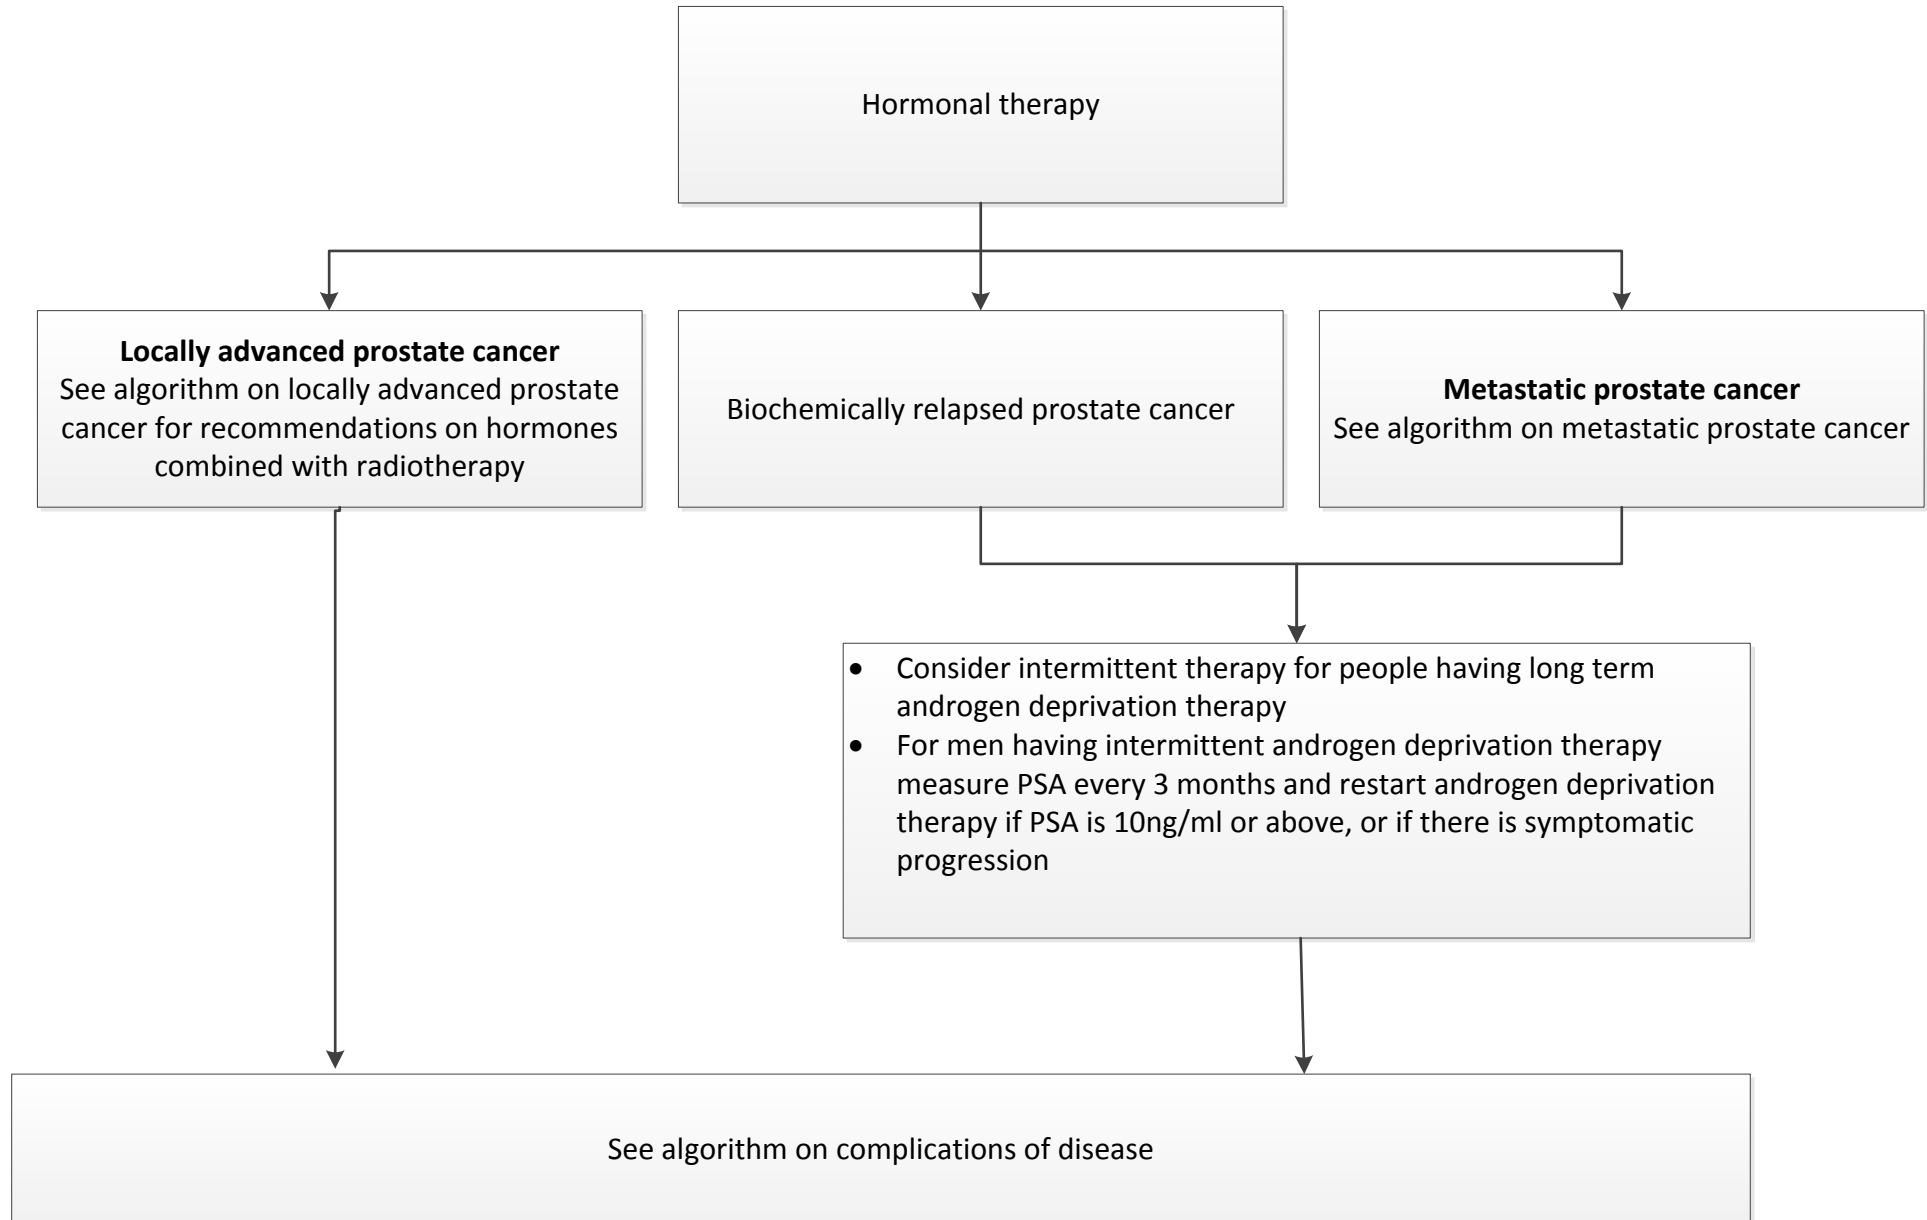 Hormonal therapy
Locally advanced prostate cancer
See algorithm on locally advanced prostate
cancer for recommendations on hormones
combined with radiotherapy
Biochemically relapsed prostate cancer
Metastatic prostate cancer
See algorithm on metastatic prostate cancer
• Consider intermittent therapy for people having long term
androgen deprivation therapy
• For men having intermittent androgen deprivation therapy
measure PSA every 3 months and restart androgen deprivation
therapy if PSA is 10ng/ml or above, or if there is symptomatic
progression
See algorithm on complications of disease